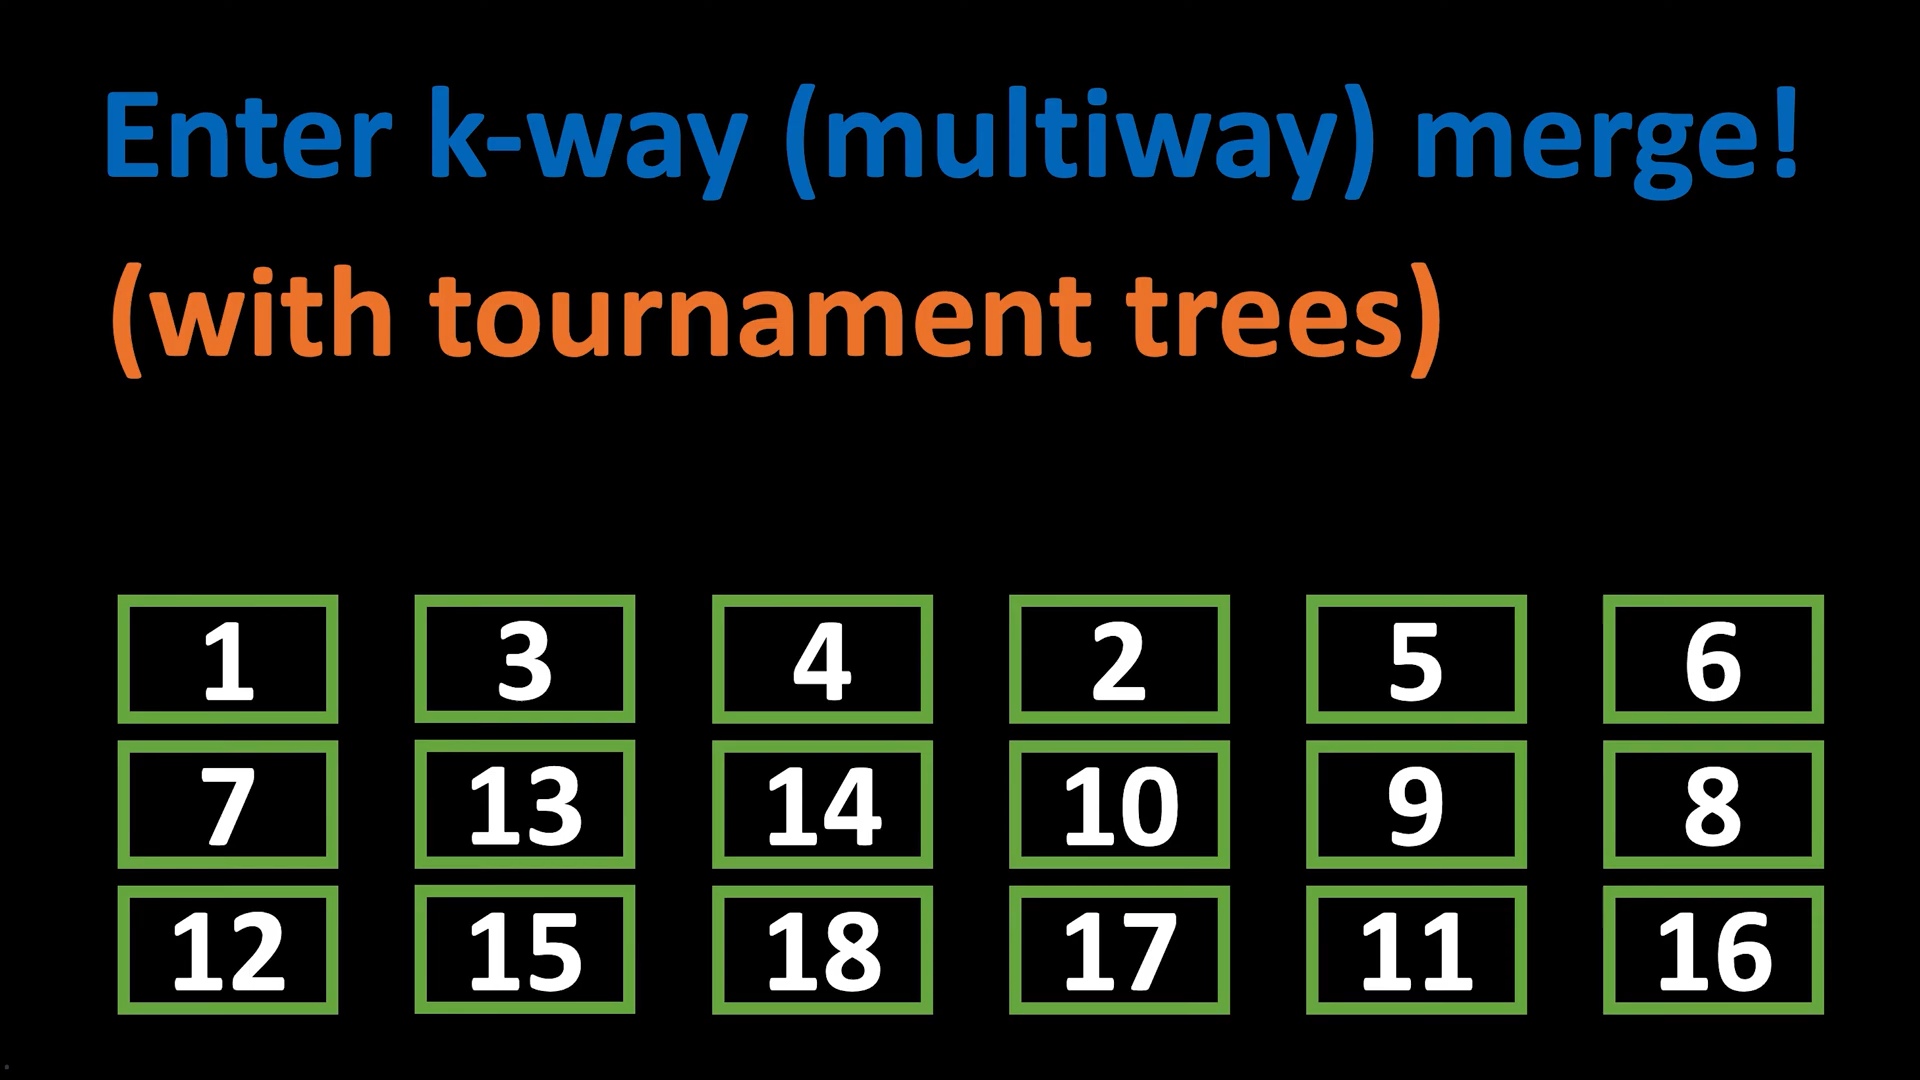 Enter k-way (multiway) merge!
(with tournament trees)
1 3 4 2 5 6
7 13 14 10 9 8
12 15 18 17 11 16